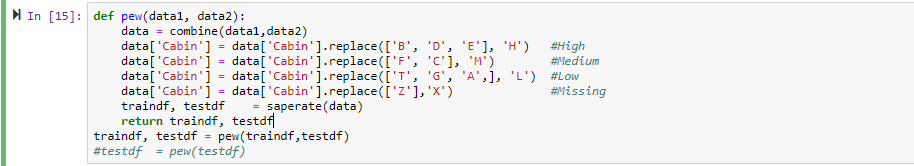 In [15]: def pew(data1, data2):
    data = combine(data1,data2)
    data['Cabin'] = data['Cabin'].replace(['B', 'D', 'E'], 'H')   #High
    data['Cabin'] = data['Cabin'].replace(['F', 'C'], 'M')        #Medium
    data['Cabin'] = data['Cabin'].replace(['T', 'G', 'A',], 'L')  #Low
    data['Cabin'] = data['Cabin'].replace(['Z'],'X')              #Missing
    traindf, testdf    = saperate(data)
    return traindf, testdf
traindf, testdf = pew(traindf,testdf)
#testdf  = pew(testdf)